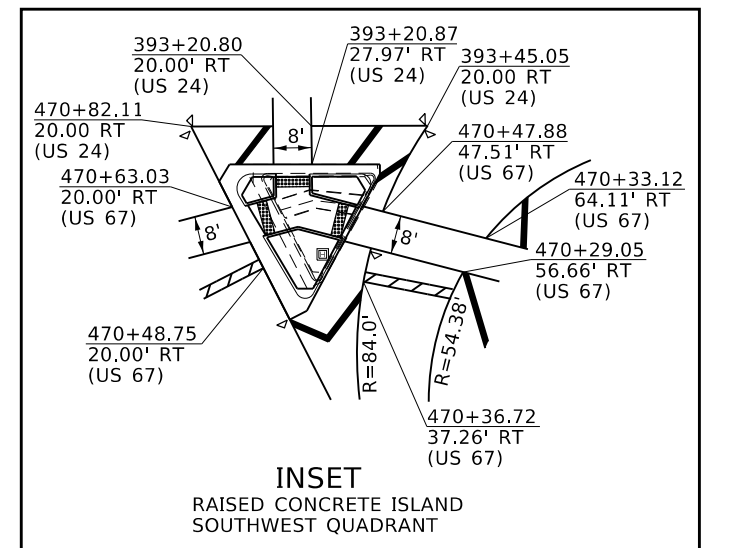 393+20.80
20.00' RT
(US 24)
393+20.87
27.97' RT
(US 24)
393+45.05
20.00 RT
(US 24)
470+82.11
20.00 RT
(US 24)
8'
470+47.88
47.51' RT
(US 67)
470+63.03
20.00' RT
(US 67)
470+33.12
64.11' RT
(US 67)
8'
8'
470+29.05
56.66' RT
(US 67)
470+48.75
20.00' RT
(US 67)
R=84.0'
R=54.38'
470+36.72
37.26' RT
(US 67)
INSET
RAISED CONCRETE ISLAND
SOUTHWEST QUADRANT